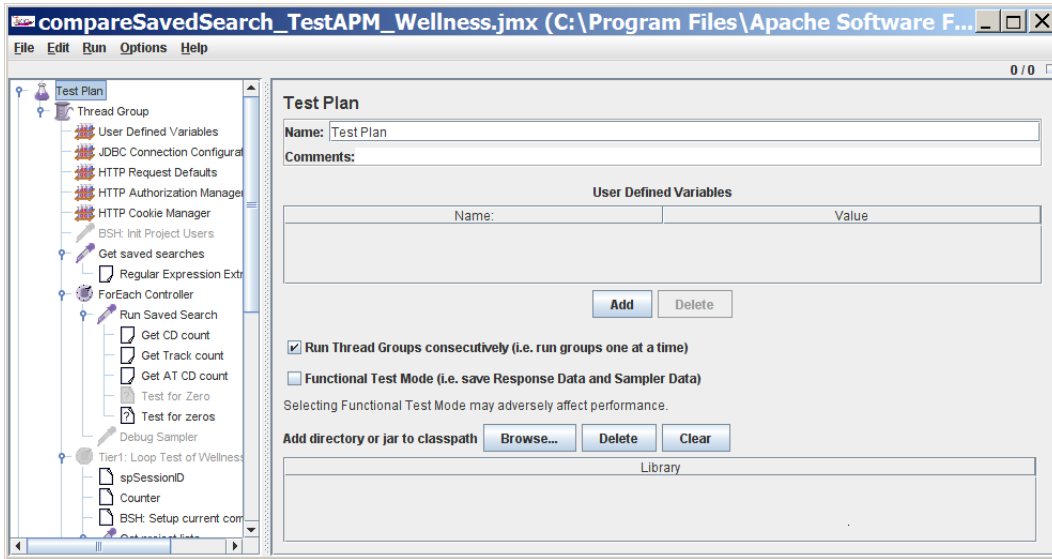 compareSavedSearch_TestAPM_Wellness.jmx (C:\Program Files\Apache Software F...
File Edit Run Options Help
0 / 0
Test Plan
Thread Group
User Defined Variables
JDBC Connection Configurat
HTTP Request Defaults
HTTP Authorization Manager
HTTP Cookie Manager
BSH: Init Project Users
Get saved searches
Regular Expression Extr
ForEach Controller
Run Saved Search
Get CD count
Get Track count
Get AT CD count
Test for Zero
Test for zeros
Debug Sampler
Tier1: Loop Test of Wellness
spSessionID
Counter
BSH: Setup current com
Get project lists
Test Plan
Name: Test Plan
Comments:
User Defined Variables
Name: Value
Add Delete
Run Thread Groups consecutively (i.e. run groups one at a time)
Functional Test Mode (i.e. save Response Data and Sampler Data)
Selecting Functional Test Mode may adversely affect performance.
Add directory or jar to classpath Browse... Delete Clear
Library